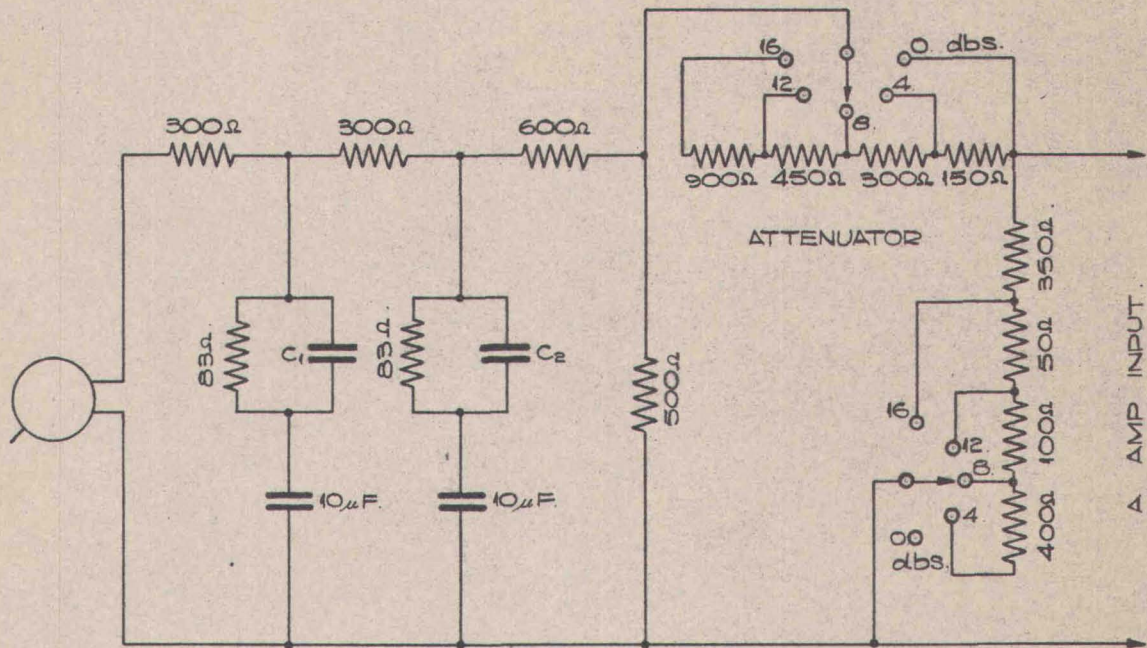 16
0 dbs.
12
4
8
300Ω
300Ω
600Ω
900Ω
450Ω
300Ω
150Ω
ATTENUATOR
350Ω
83Ω.
C1
83Ω.
C2
500Ω
50Ω
A AMP INPUT.
16
12
100Ω
8
10μF.
10μF.
4
400Ω
0
dbs.